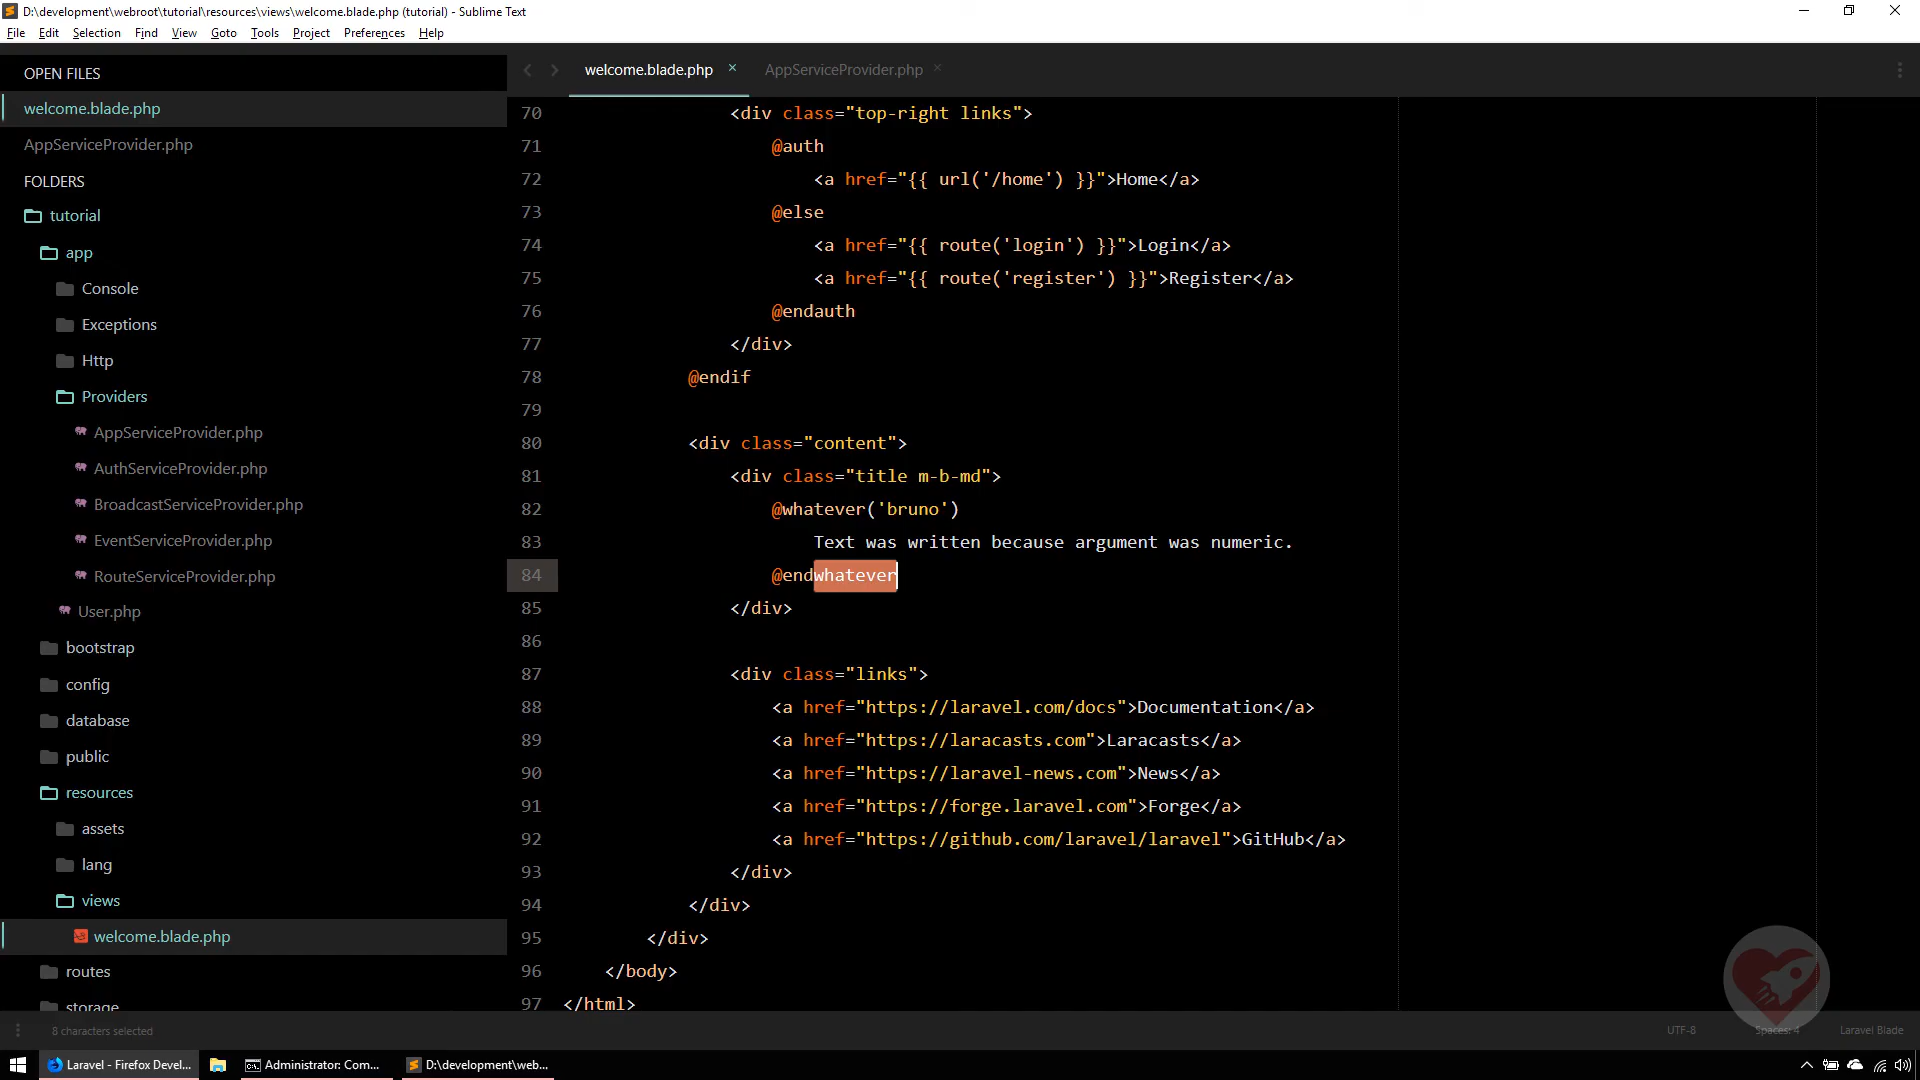 D:\development\webroot\tutorial\resources\views\welcome.blade.php (tutorial) - Sublime Text
File Edit Selection Find View Goto Tools Project Preferences Help
OPEN FILES
welcome.blade.php
AppServiceProvider.php
FOLDERS
tutorial
app
Console
Exceptions
Http
Providers
AppServiceProvider.php
AuthServiceProvider.php
BroadcastServiceProvider.php
EventServiceProvider.php
RouteServiceProvider.php
User.php
bootstrap
config
database
public
resources
assets
lang
views
welcome.blade.php
routes
storage
welcome.blade.php × AppServiceProvider.php ×
70 <div class="top-right links">
71 @auth
72 <a href="{{ url('/home') }}">Home</a>
73 @else
74 <a href="{{ route('login') }}">Login</a>
75 <a href="{{ route('register') }}">Register</a>
76 @endauth
77 </div>
78 @endif
79
80 <div class="content">
81 <div class="title m-b-md">
82 @whatever('bruno')
83 Text was written because argument was numeric.
84 @endwhatever
85 </div>
86
87 <div class="links">
88 <a href="https://laravel.com/docs">Documentation</a>
89 <a href="https://laracasts.com">Laracasts</a>
90 <a href="https://laravel-news.com">News</a>
91 <a href="https://forge.laravel.com">Forge</a>
92 <a href="https://github.com/laravel/laravel">GitHub</a>
93 </div>
94 </div>
95 </div>
96 </body>
97 </html>
8 characters selected UTF-8 Spaces: 4 Laravel Blade
Laravel - Firefox Devel... Administrator: Com... D:\development\web...